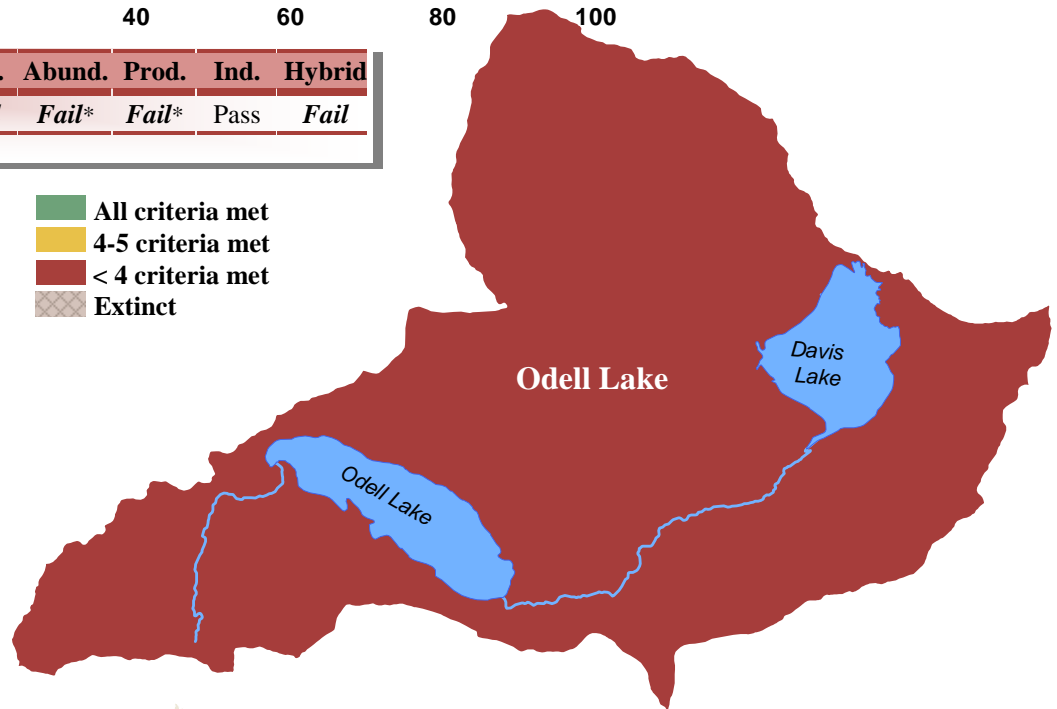 40 60 80 100
Abund. Prod. Ind. Hybrid
Fail* Fail* Pass Fail
All criteria met
4-5 criteria met
< 4 criteria met
Extinct
Davis
Lake
Odell Lake
Odell Lake